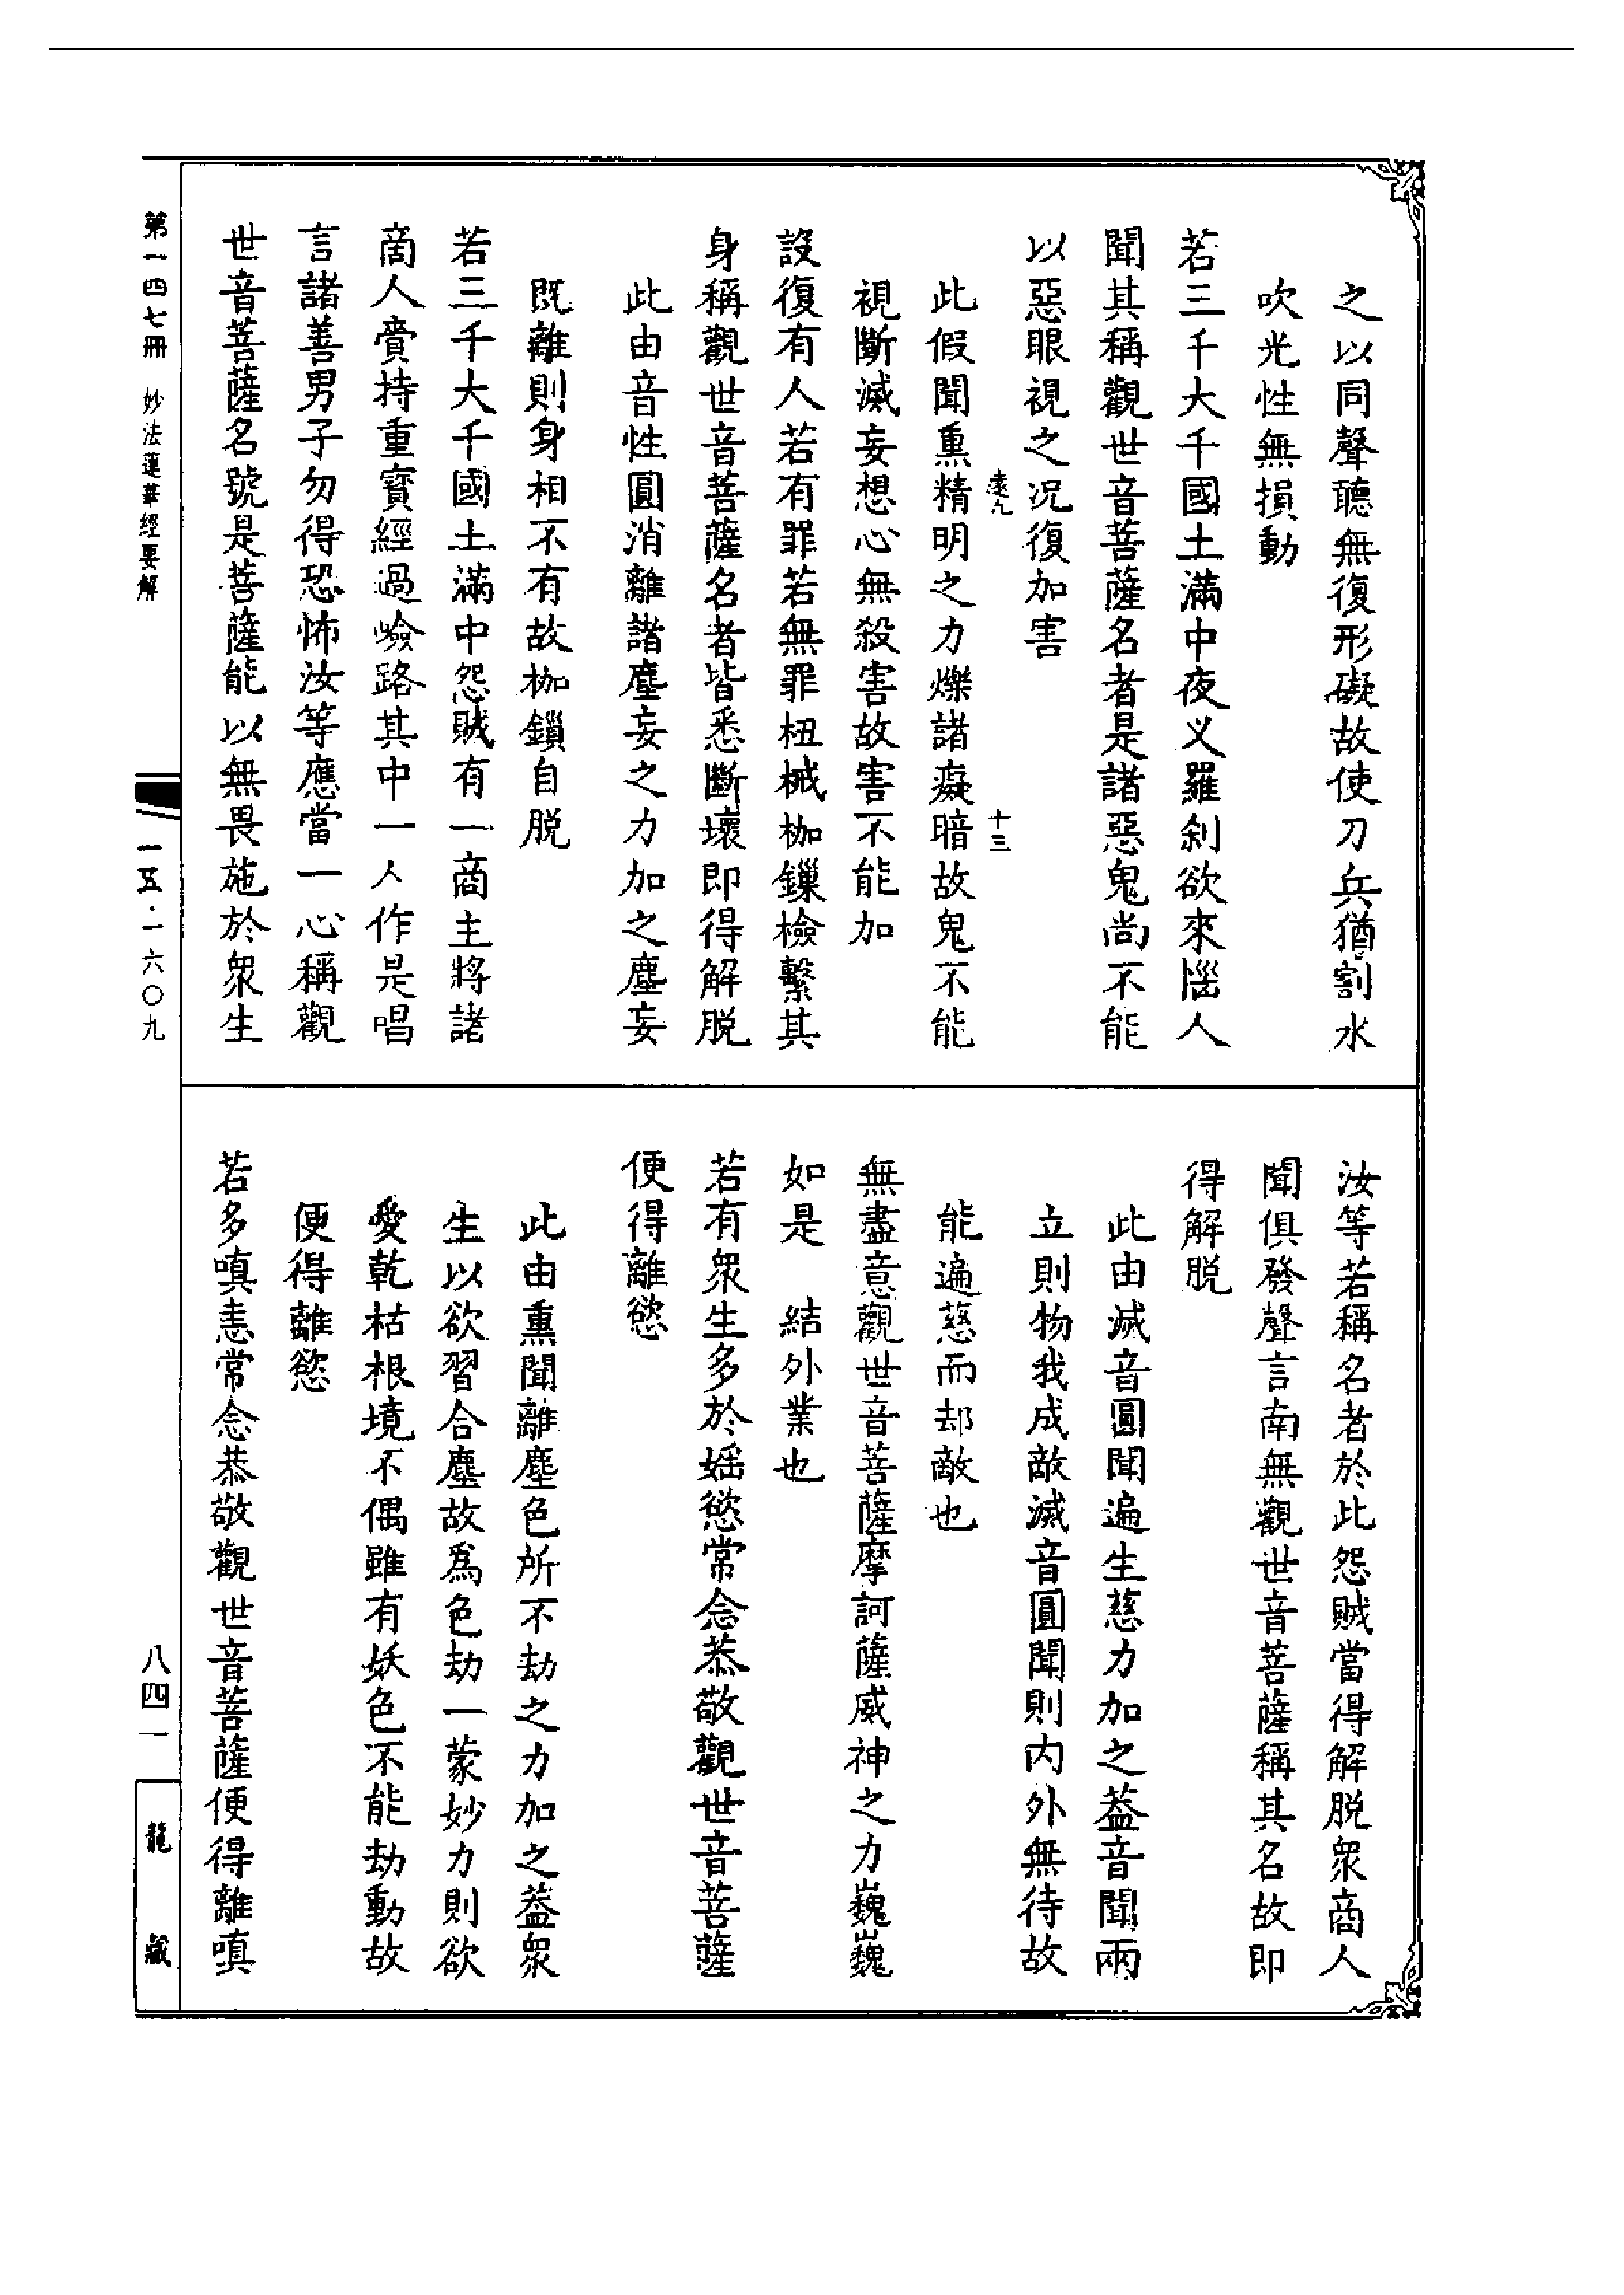 之以同聲聽無復形礙故使刀兵猶割水
吹光性無損動
若三千大千國土滿中夜义羅刹欲來惱人
聞其稱觀世音菩薩名者是諸惡鬼尚不能
以惡眼視之况復加害
十三
此假聞熏精明之力爍諸癡暗故鬼不能
視斷滅妄想心無殺害故害不能加
設復有人若有罪若無罪杻械枷鏁檢繫其
身稱觀世音菩薩名者皆悉斷壞即得解脫
此由音性圓消離諸塵妄之力加之塵妄
既離則身相不有故枷鎖自脫
若三千大千國土滿中怨賊有一商主將諸
商人賷持重寳經過嶮路其中一人作是唱
言諸善男子勿得恐怖汝等應當一心稱觀
世音菩薩名號是菩薩能以無畏施於衆生
汝等若稱名者於此怨賊當得解脫衆商人
聞俱發聲言南無觀世音菩薩稱其名故即
得解脫
此由滅音圓聞遍生慈力加之葢音聞兩
立則物我成敵滅音圓聞則内外無待故
能遍慈而却敵也
無盡意觀世音菩薩摩訶薩威神之力巍巍
如是　結外業也
若有衆生多於婬慾常念恭敬觀世音菩薩
便得離慾
此由熏聞離塵色所不劫之力加之葢衆
生以欲習合塵故爲色劫一蒙妙力則欲
愛乾枯根境不偶雖有妖色不能劫動故
便得離慾
若多嗔恚常念恭敬觀世音菩薩便得離嗔
第一四七冊　妙法蓮華經要解
一五·一六〇九
八四一
龍藏